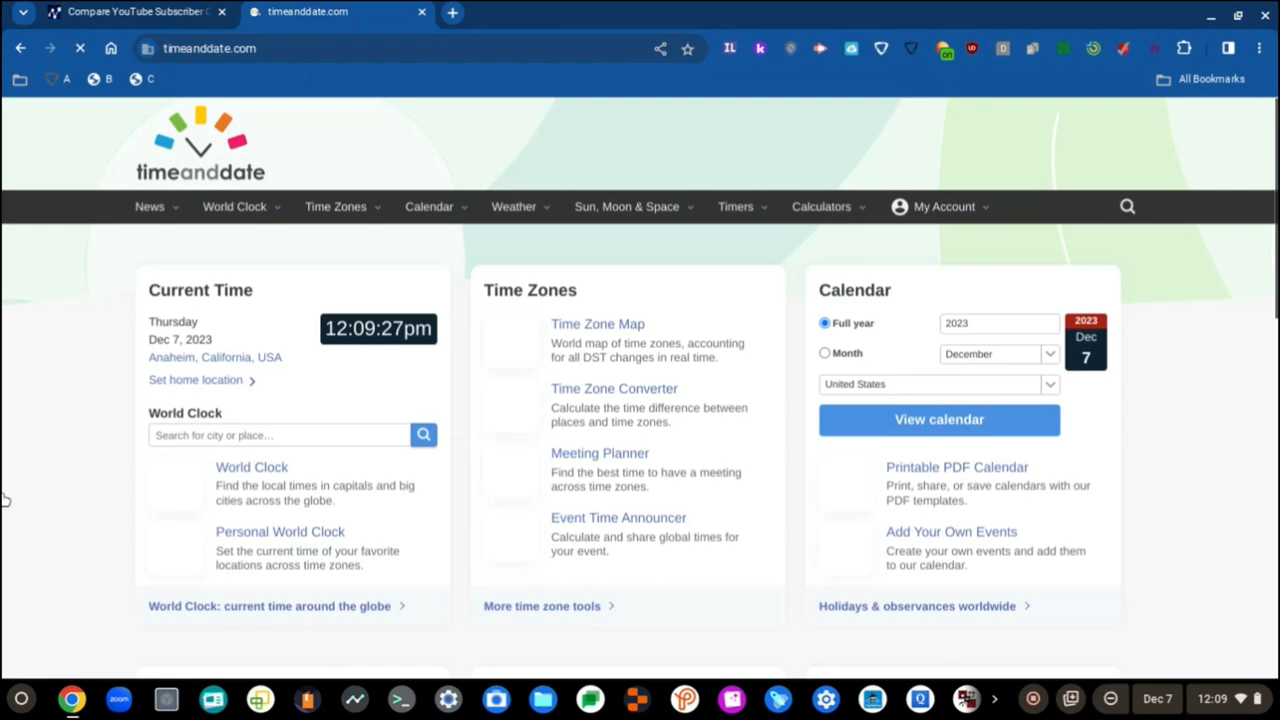 Compare YouTube Subscriber C
timeanddate.com
timeanddate.com
A
B
C
All Bookmarks
timeanddate
News
World Clock
Time Zones
Calendar
Weather
Sun, Moon & Space
Timers
Calculators
My Account
Current Time
Thursday
Dec 7, 2023
12:09:27pm
Anaheim, California, USA
Set home location
World Clock
Search for city or place...
World Clock
Find the local times in capitals and big
cities across the globe.
Personal World Clock
Set the current time of your favorite
locations across time zones.
World Clock: current time around the globe
Time Zones
Time Zone Map
World map of time zones, accounting
for all DST changes in real time.
Time Zone Converter
Calculate the time difference between
places and time zones.
Meeting Planner
Find the best time to have a meeting
across time zones.
Event Time Announcer
Calculate and share global times for
your event.
More time zone tools
Calendar
Full year
2023
Month
December
United States
2023
Dec
7
View calendar
Printable PDF Calendar
Print, share, or save calendars with our
PDF templates.
Add Your Own Events
Create your own events and add them
to our calendar.
Holidays & observances worldwide
zoom
Dec 7
12:09